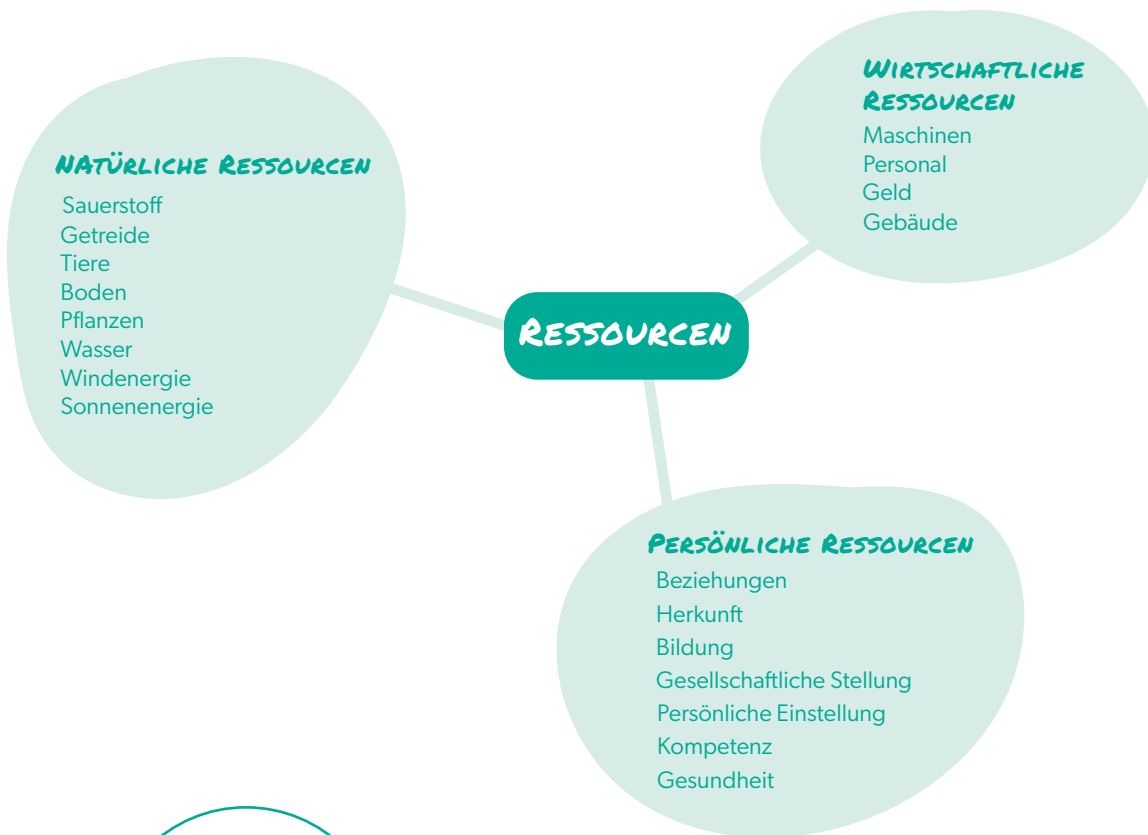 NATÜRLICHE RESSOURCEN
Sauerstoff
Getreide
Tiere
Boden
Pflanzen
Wasser
Windenergie
Sonnenenergie
WIRTSCHAFTLICHE
RESSOURCEN
Maschinen
Personal
Geld
Gebäude
RESSOURCEN
PERSÖNLICHE RESSOURCEN
Beziehungen
Herkunft
Bildung
Gesellschaftliche Stellung
Persönliche Einstellung
Kompetenz
Gesundheit